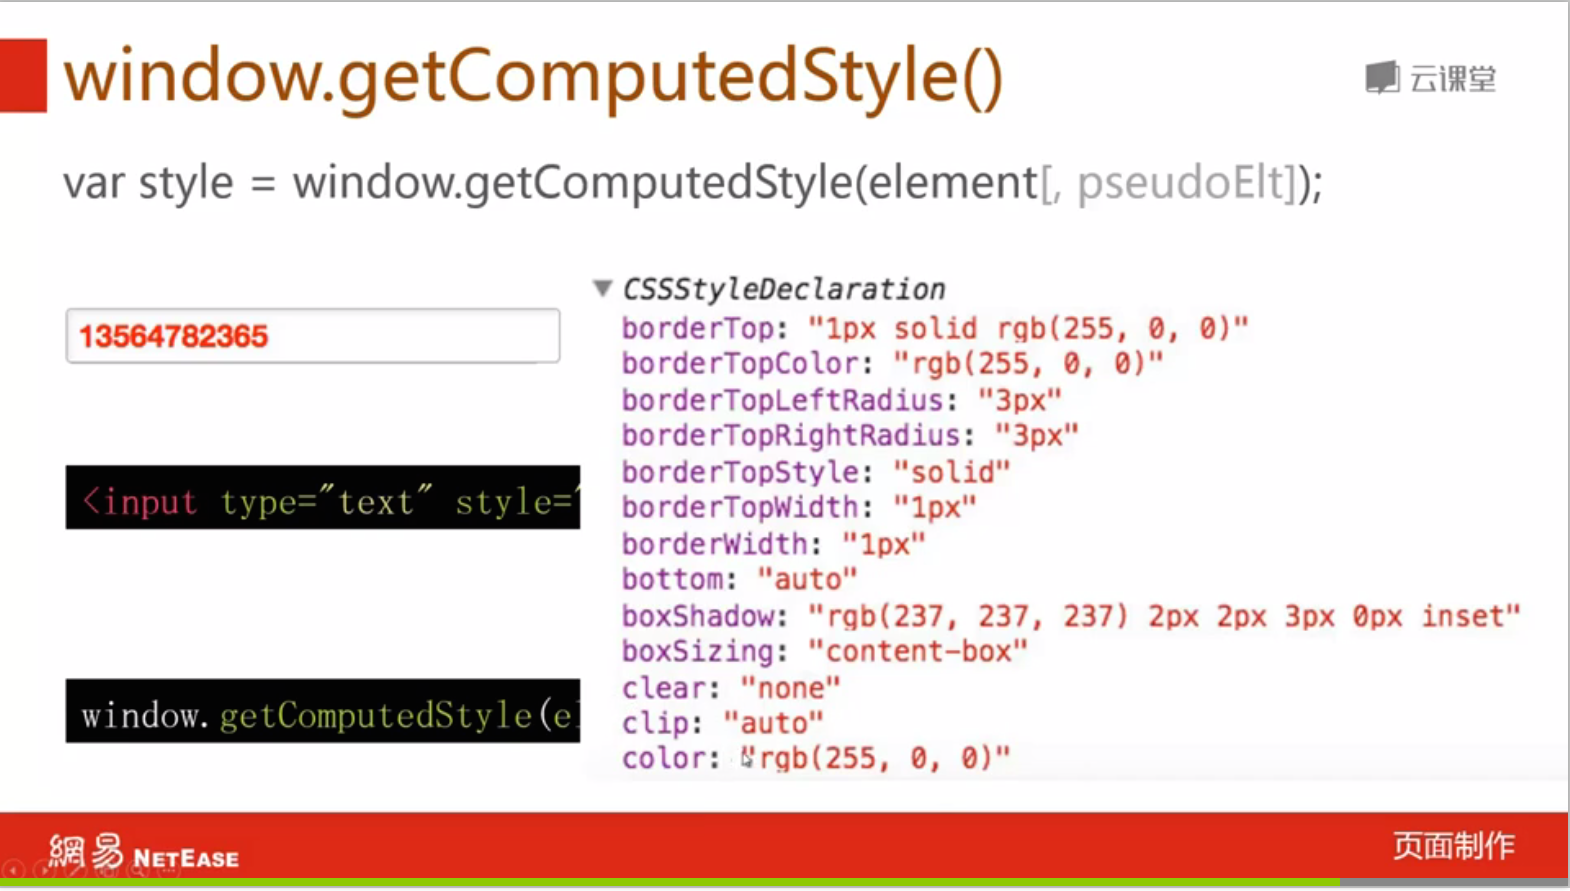 window.getComputedStyle()
云课堂
var style = window.getComputedStyle(element[, pseudoElt]);
13564782365
<input type="text" style=
window.getComputedStyle(el
CSSStyleDeclaration
borderTop: "1px solid rgb(255, 0, 0)"
borderTopColor: "rgb(255, 0, 0)"
borderTopLeftRadius: "3px"
borderTopRightRadius: "3px"
borderTopStyle: "solid"
borderTopWidth: "1px"
borderWidth: "1px"
bottom: "auto"
boxShadow: "rgb(237, 237, 237) 2px 2px 3px 0px inset"
boxSizing: "content-box"
clear: "none"
clip: "auto"
color: "rgb(255, 0, 0)"
網易 NETEASE
页面制作